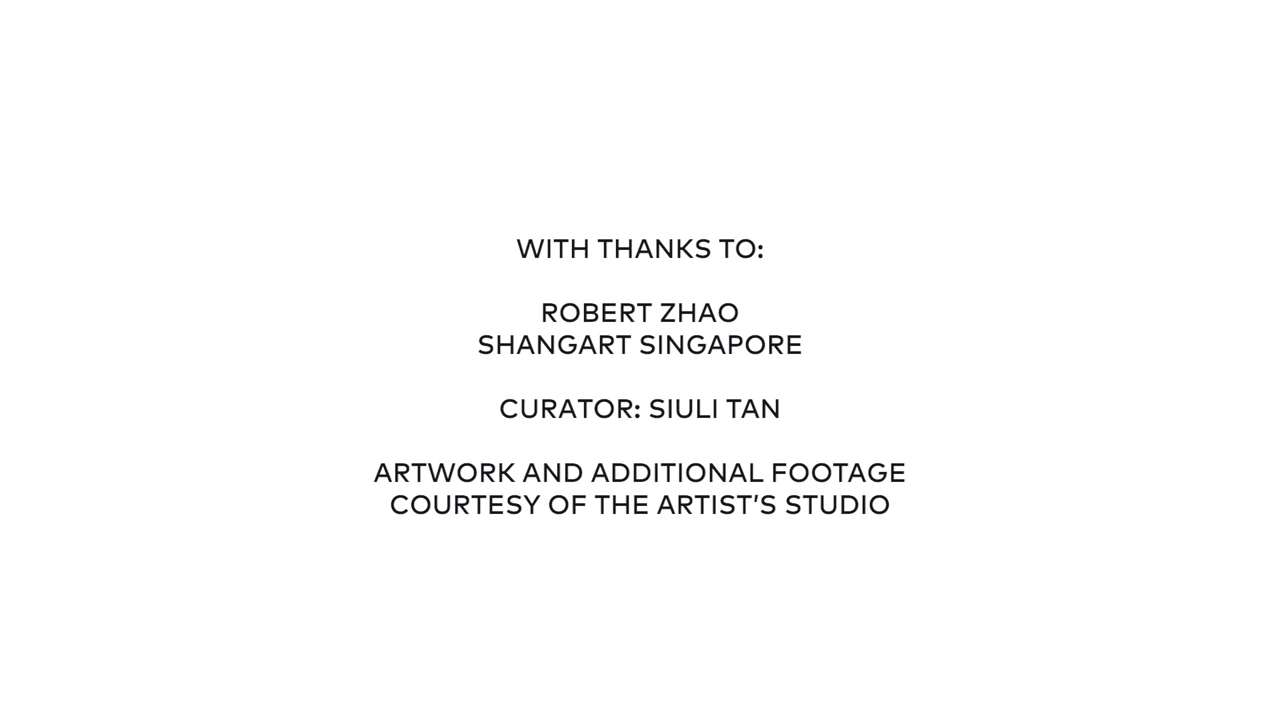 WITH THANKS TO:
ROBERT ZHAO
SHANGART SINGAPORE
CURATOR: SIULI TAN
ARTWORK AND ADDITIONAL FOOTAGE
COURTESY OF THE ARTIST’S STUDIO